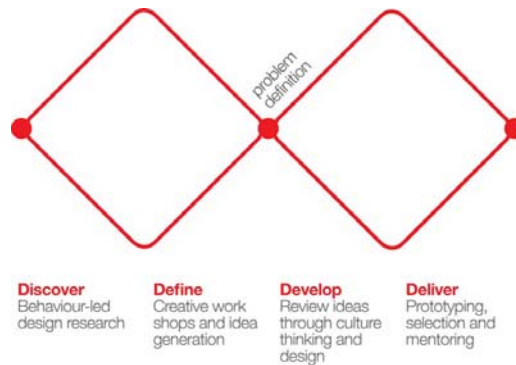 problem
definition
Discover
Behaviour-led
design research
Define
Creative work
shops and idea
generation
Develop
Review ideas
through culture
thinking and
design
Deliver
Prototyping,
selection and
mentoring